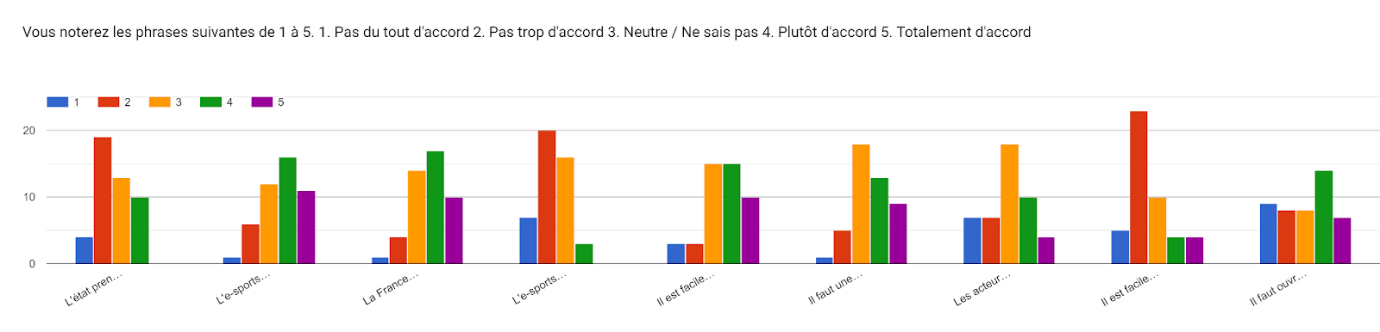 Vous noterez les phrases suivantes de 1 à 5. 1. Pas du tout d'accord 2. Pas trop d'accord 3. Neutre / Ne sais pas 4. Plutôt d'accord 5. Totalement d'accord
1 2 3 4 5
20
10
0
L'état pren…
L'e-sports…
La France…
L'e-sports…
Il est facile…
Il faut une…
Les acteur…
Il est facile…
Il faut ouvr…